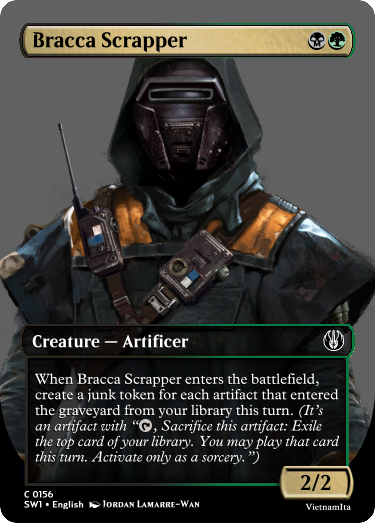 Bracca Scrapper
Creature — Artificer
When Bracca Scrapper enters the battlefield,
create a junk token for each artifact that entered
the graveyard from your library this turn. (It's
an artifact with “, Sacrifice this artifact: Exile
the top card of your library. You may play that card
this turn. Activate only as a sorcery.”)
2/2
C 0156
SW1 • English Jordan Lamarre-Wan
VietnamIta